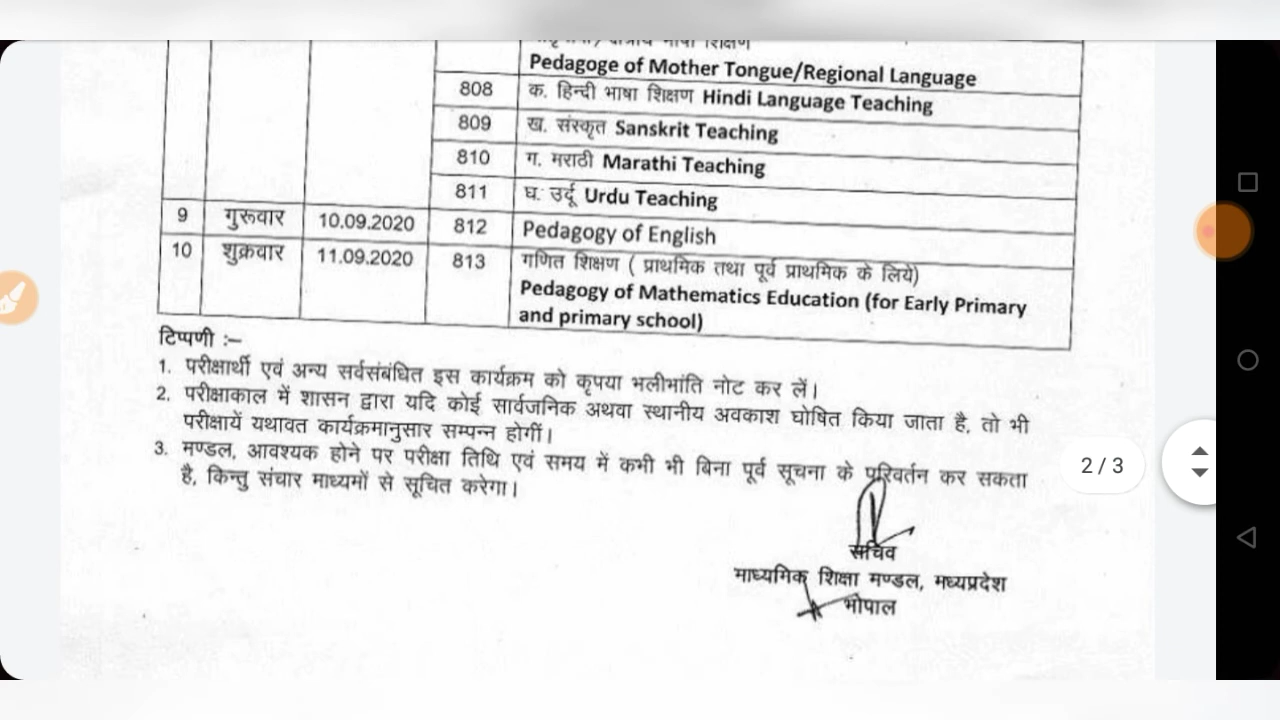 भाषा शिक्षण
Pedagoge of Mother Tongue/Regional Language
808 क. हिन्दी भाषा शिक्षण Hindi Language Teaching
809 ख. संस्कृत Sanskrit Teaching
810 ग. मराठी Marathi Teaching
811 घ. उर्दू Urdu Teaching
9 गुरूवार 10.09.2020 812 Pedagogy of English
10 शुक्रवार 11.09.2020 813 गणित शिक्षण ( प्राथमिक तथा पूर्व प्राथमिक के लिये)
Pedagogy of Mathematics Education (for Early Primary
and primary school)
टिप्पणी :–
1. परीक्षार्थी एवं अन्य सर्वसंबंधित इस कार्यक्रम को कृपया भलीभांति नोट कर लें।
2. परीक्षाकाल में शासन द्वारा यदि कोई सार्वजनिक अथवा स्थानीय अवकाश घोषित किया जाता है, तो भी
परीक्षायें यथावत कार्यक्रमानुसार सम्पन्न होगीं।
3. मण्डल, आवश्यक होने पर परीक्षा तिथि एवं समय में कभी भी बिना पूर्व सूचना के परिवर्तन कर सकता
है, किन्तु संचार माध्यमों से सूचित करेगा।
2 / 3
सचिव
माध्यमिक शिक्षा मण्डल, मध्यप्रदेश
भोपाल